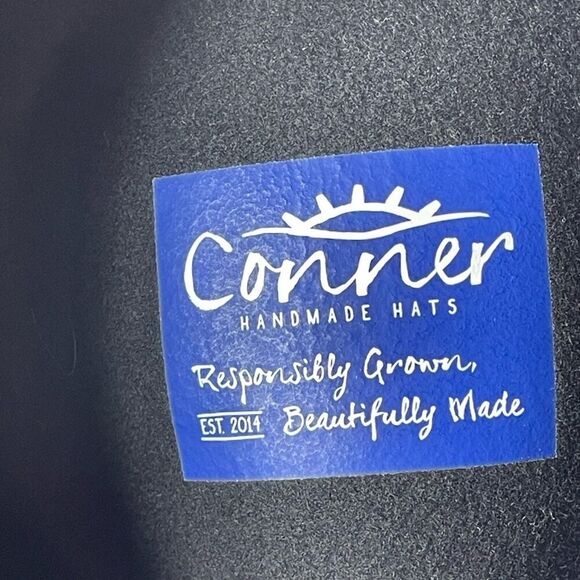 Conner
HANDMADE HATS
Responsibly Grown,
EST. 2014 Beautifully Made